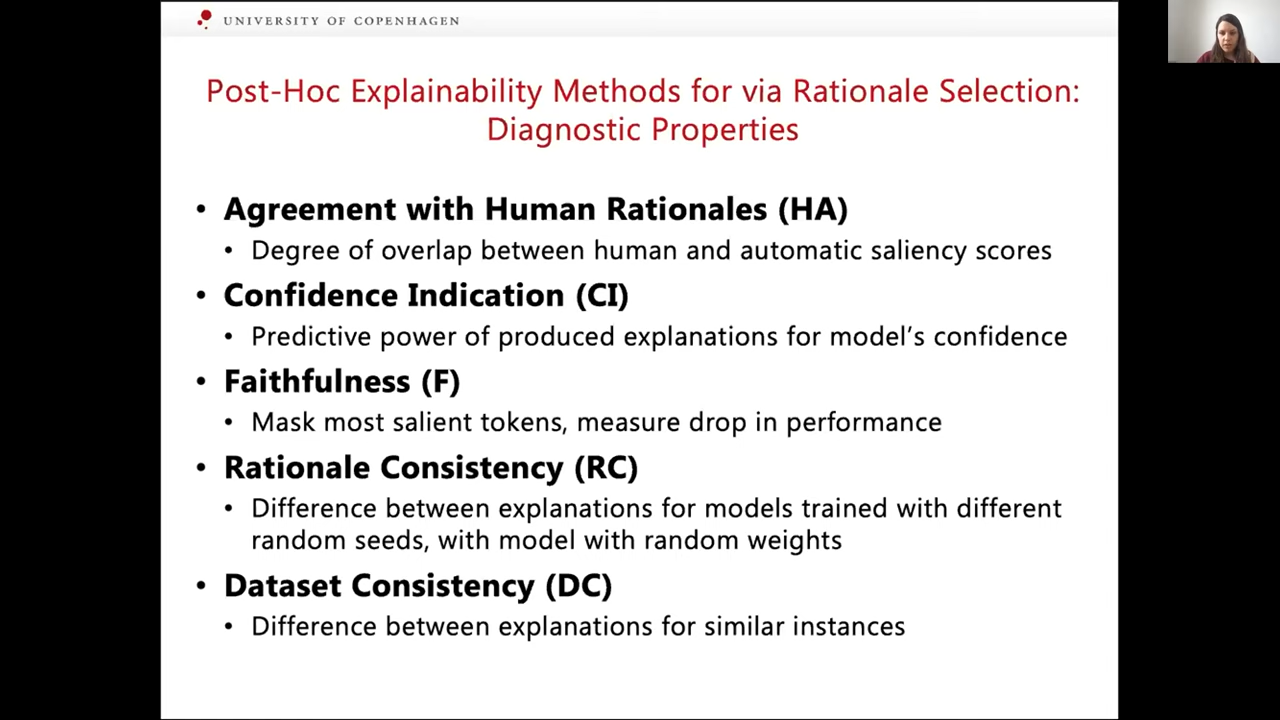 UNIVERSITY OF COPENHAGEN
Post-Hoc Explainability Methods for via Rationale Selection:
Diagnostic Properties
• Agreement with Human Rationales (HA)
• Degree of overlap between human and automatic saliency scores
• Confidence Indication (CI)
• Predictive power of produced explanations for model’s confidence
• Faithfulness (F)
• Mask most salient tokens, measure drop in performance
• Rationale Consistency (RC)
• Difference between explanations for models trained with different
random seeds, with model with random weights
• Dataset Consistency (DC)
• Difference between explanations for similar instances